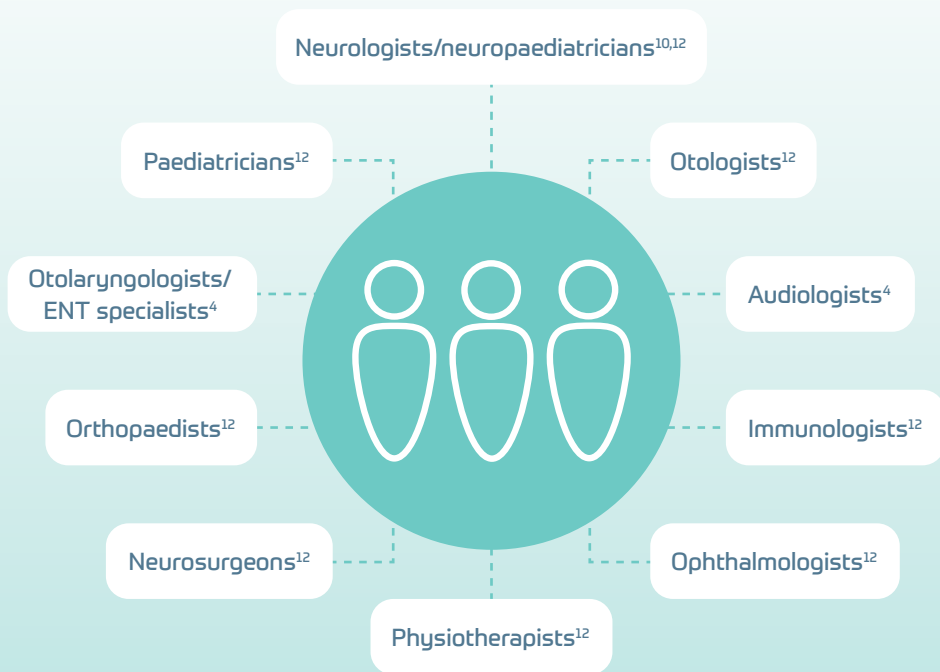 Neurologists/neuropaediatricians¹⁰,¹²
Paediatricians¹²
Otologists¹²
Otolaryngologists/
ENT specialists⁴
Audiologists⁴
Orthopaedists¹²
Immunologists¹²
Neurosurgeons¹²
Ophthalmologists¹²
Physiotherapists¹²